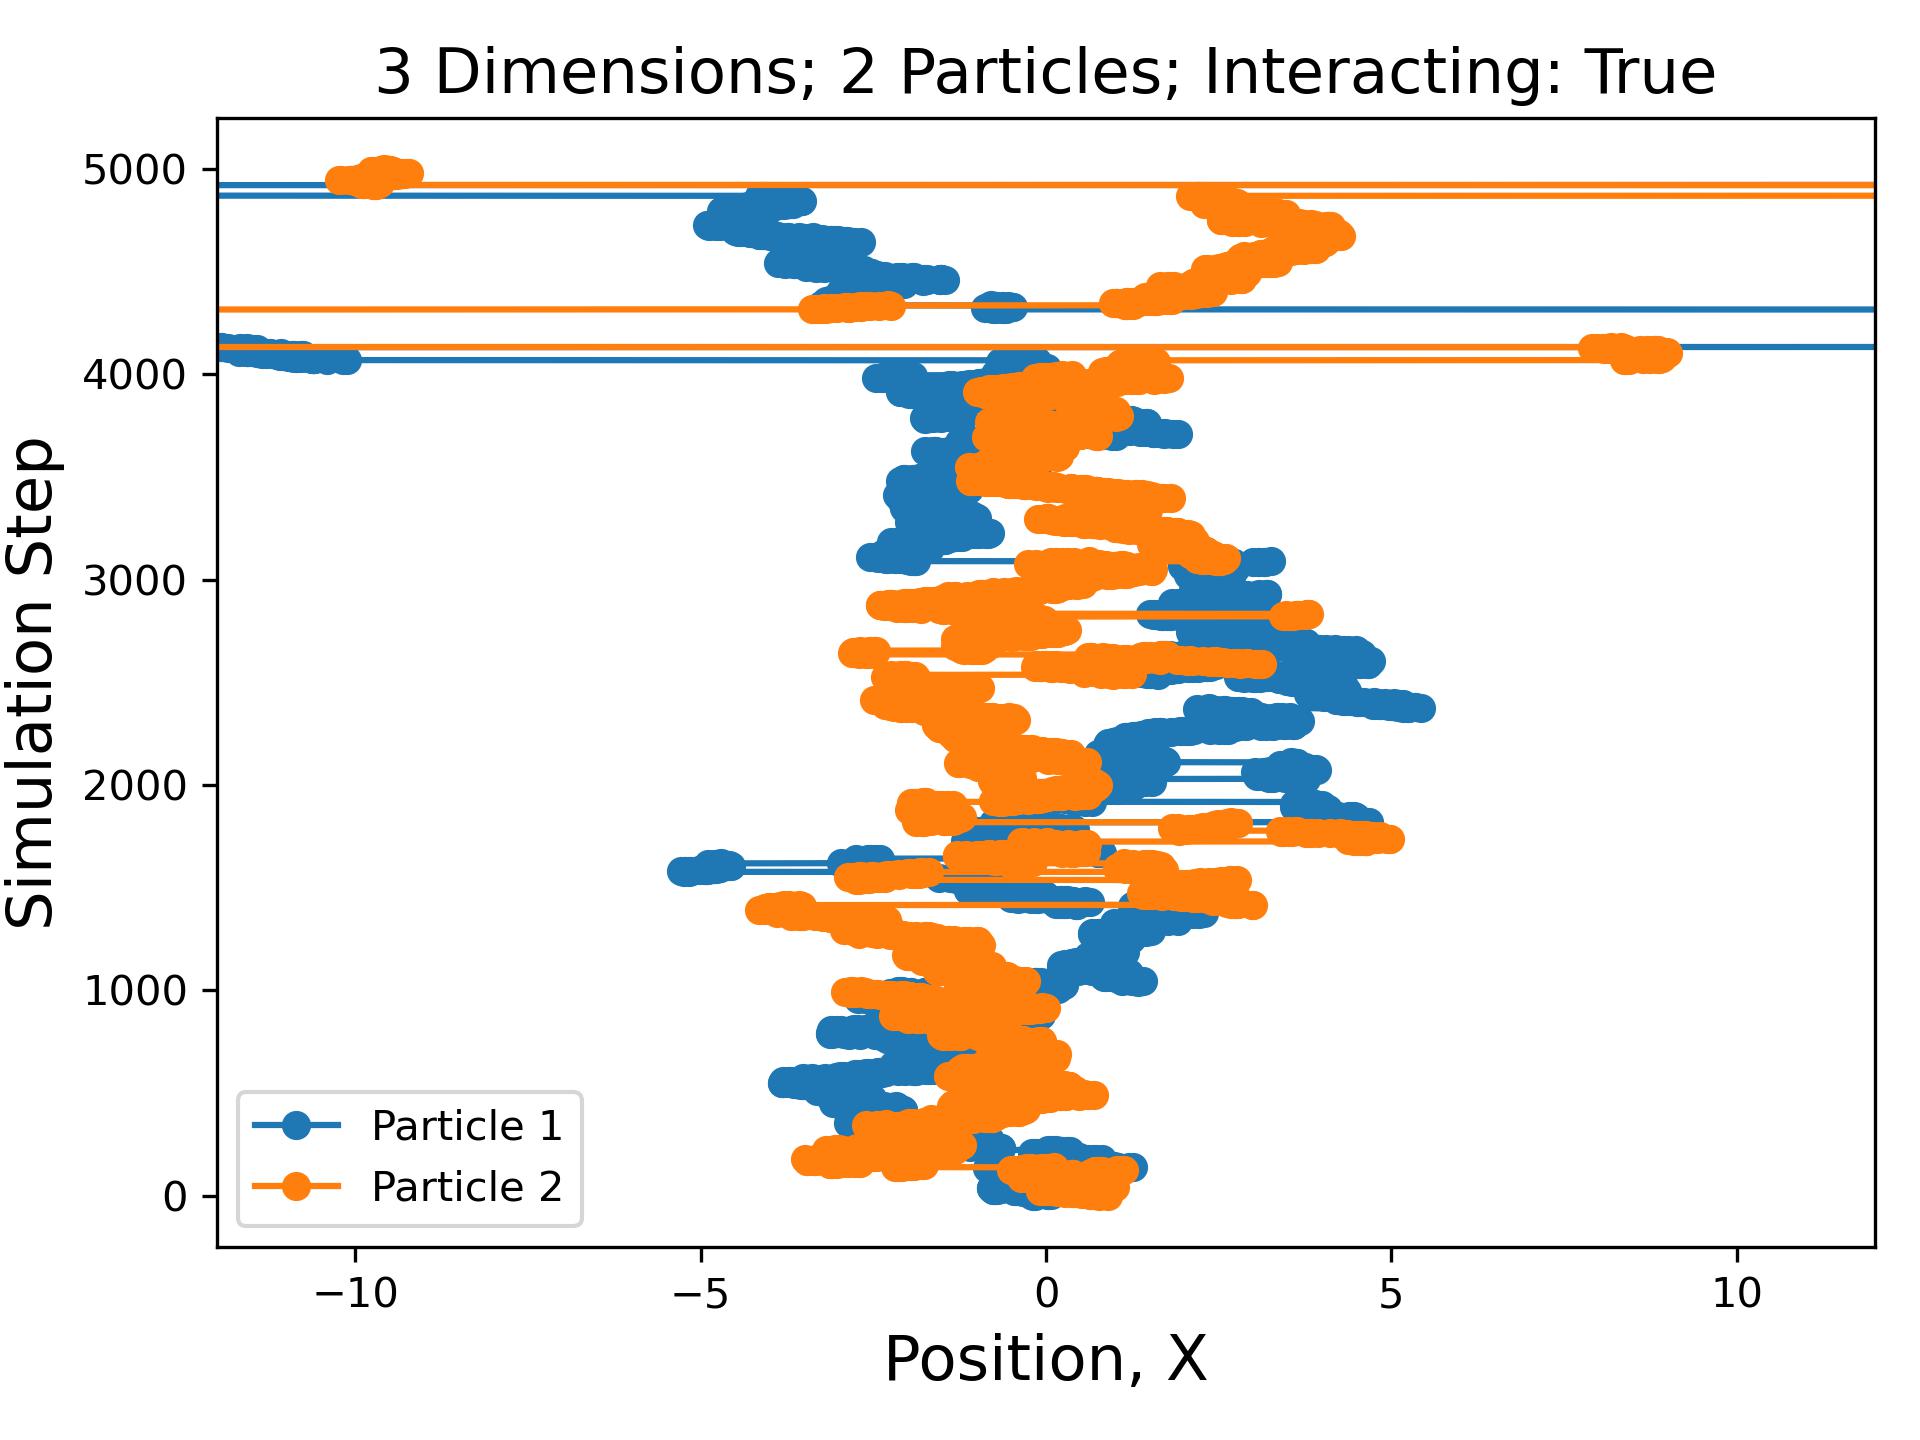 3 Dimensions; 2 Particles; Interacting: True
Simulation Step
5000
4000
3000
2000
1000
0
Particle 1
Particle 2
−10
−5
0
5
10
Position, X